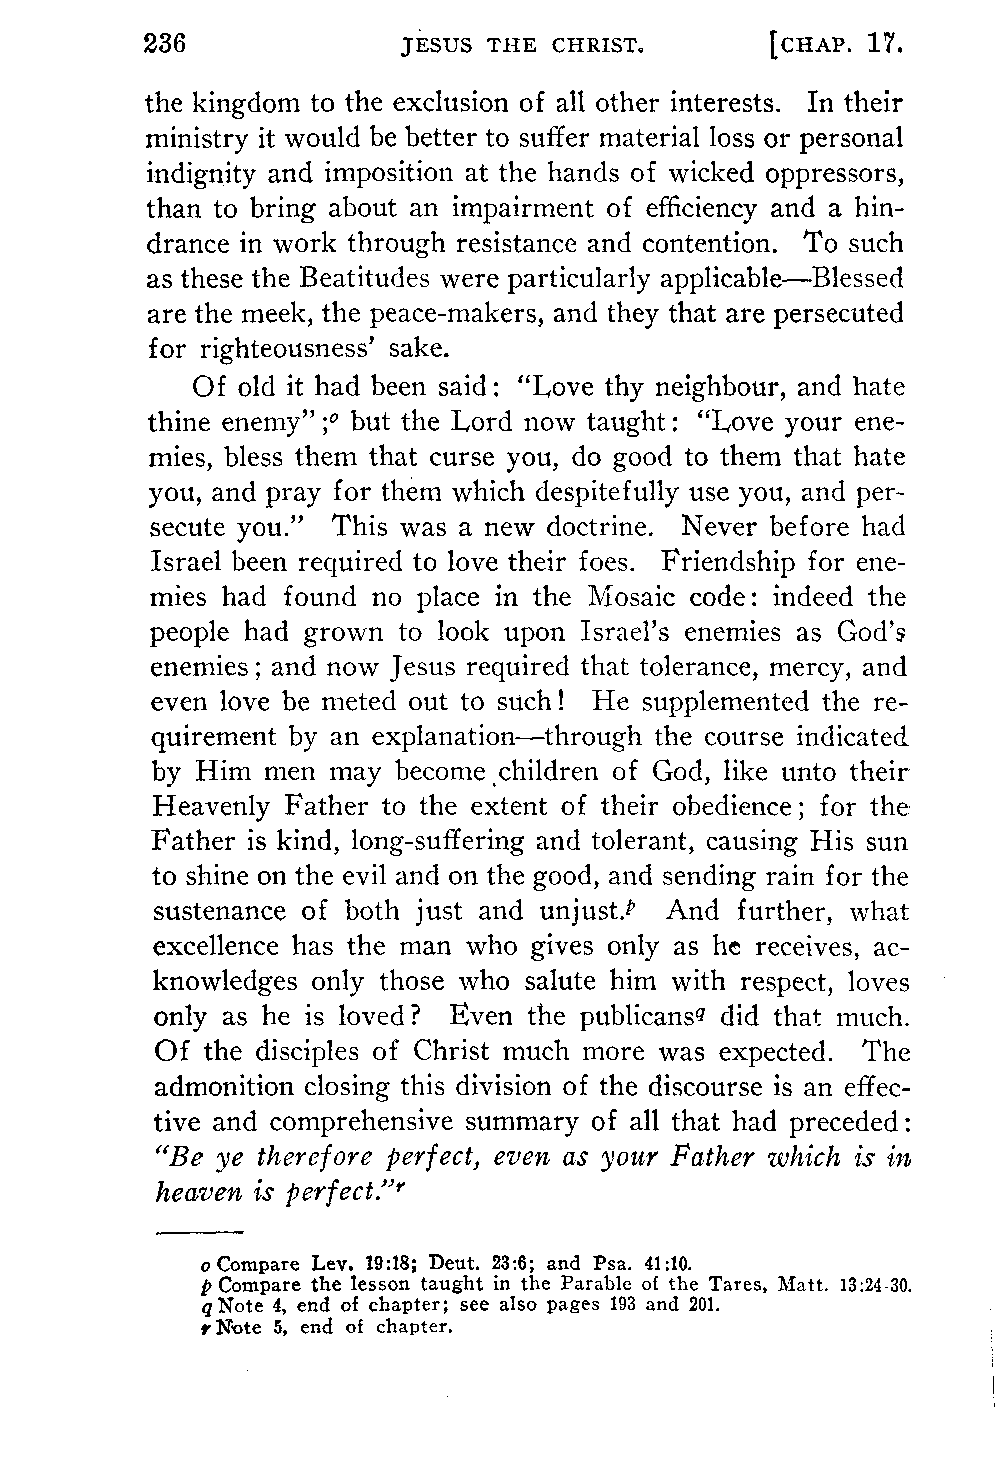 236 JESUS THE CHRIST. [CHAP. 17.
the kingdom to the exclusion of all other interests. In their
ministry it would be better to suffer material loss or personal
indignity and imposition at the hands of wicked oppressors,
than to bring about an impairment of efficiency and a hin-
drance in work through resistance and contention. To such
as these the Beatitudes were particularly applicable—Blessed
are the meek, the peace-makers, and they that are persecuted
for righteousness' sake.
Of old it had been said: "Love thy neighbour, and hate
thine enemy";o but the Lord now taught: "Love your ene-
mies, bless them that curse you, do good to them that hate
you, and pray for them which despitefully use you, and per-
secute you." This was a new doctrine. Never before had
Israel been required to love their foes. Friendship for ene-
mies had found no place in the Mosaic code: indeed the
people had grown to look upon Israel's enemies as God's
enemies; and now Jesus required that tolerance, mercy, and
even love be meted out to such! He supplemented the re-
quirement by an explanation—through the course indicated
by Him men may become children of God, like unto their
Heavenly Father to the extent of their obedience; for the
Father is kind, long-suffering and tolerant, causing His sun
to shine on the evil and on the good, and sending rain for the
sustenance of both just and unjust.p And further, what
excellence has the man who gives only as he receives, ac-
knowledges only those who salute him with respect, loves
only as he is loved? Even the publicansq did that much.
Of the disciples of Christ much more was expected. The
admonition closing this division of the discourse is an effec-
tive and comprehensive summary of all that had preceded:
"Be ye therefore perfect, even as your Father which is in
heaven is perfect."r
o Compare Lev. 19:18; Deut. 23:6; and Psa. 41:10.
p Compare the lesson taught in the Parable of the Tares, Matt. 13:24-30.
q Note 4, end of chapter; see also pages 193 and 201.
r Note 5, end of chapter.